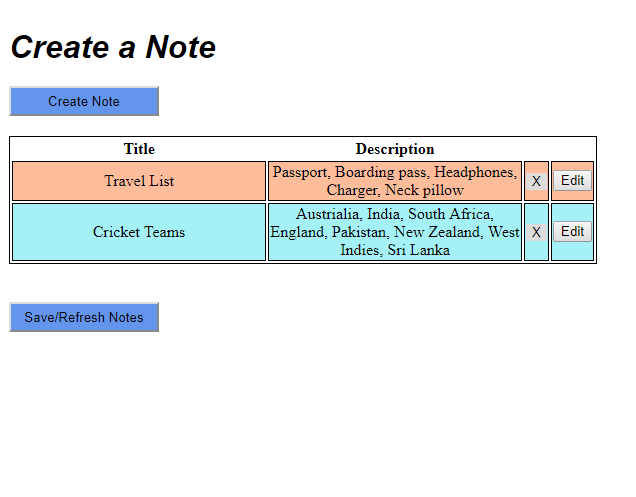 Create a Note
Create Note
Title Description
Travel List Passport, Boarding pass, Headphones, X Edit
Charger, Neck pillow
Austrialia, India, South Africa,
Cricket Teams England, Pakistan, New Zealand, West X Edit
Indies, Sri Lanka
Save/Refresh Notes